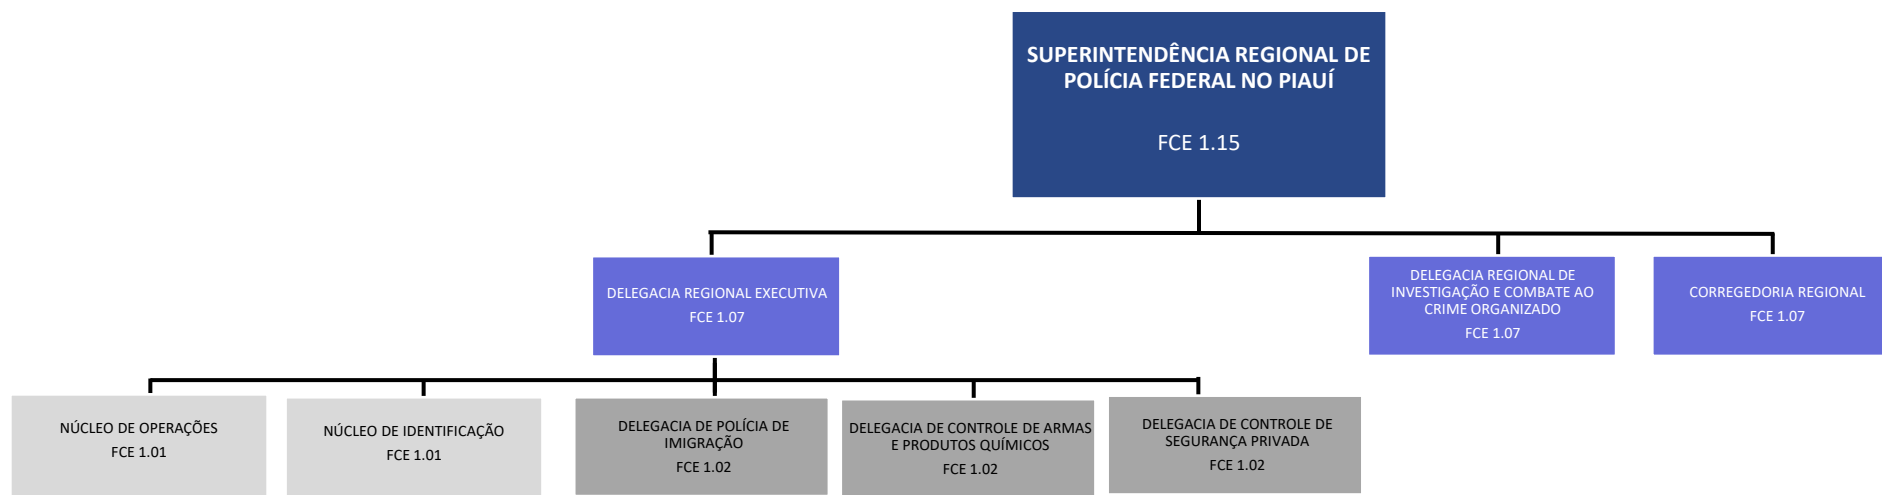 SUPERINTENDÊNCIA REGIONAL DE
POLÍCIA FEDERAL NO PIAUÍ
FCE 1.15
DELEGACIA REGIONAL EXECUTIVA
FCE 1.07
DELEGACIA REGIONAL DE
INVESTIGAÇÃO E COMBATE AO
CRIME ORGANIZADO
FCE 1.07
CORREGEDORIA REGIONAL
FCE 1.07
NÚCLEO DE OPERAÇÕES
FCE 1.01
NÚCLEO DE IDENTIFICAÇÃO
FCE 1.01
DELEGACIA DE POLÍCIA DE
IMIGRAÇÃO
FCE 1.02
DELEGACIA DE CONTROLE DE ARMAS
E PRODUTOS QUÍMICOS
FCE 1.02
DELEGACIA DE CONTROLE DE
SEGURANÇA PRIVADA
FCE 1.02